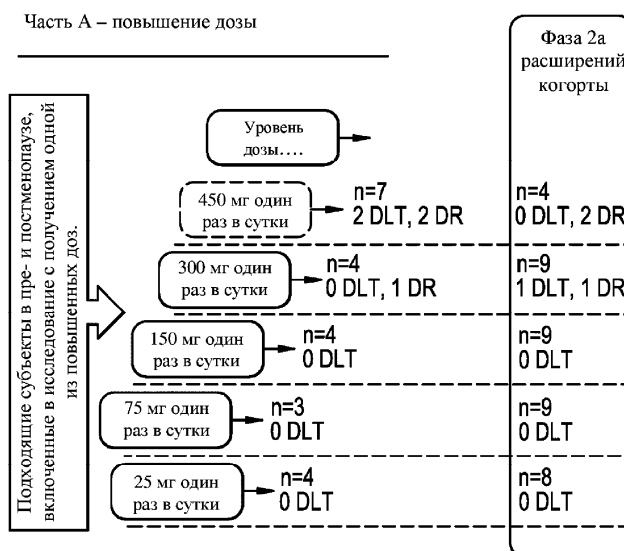 Часть А – повышение дозы
Фаза 2a
расширений
когорты
Подходящие субъекты в пре- и постменопаузе,
включенные в исследование с получением одной
из повышенных доз.
Уровень
дозы….
450 мг один
раз в сутки
n=7
2 DLT, 2 DR
n=4
0 DLT, 2 DR
300 мг один
раз в сутки
n=4
0 DLT, 1 DR
n=9
1 DLT, 1 DR
150 мг один
раз в сутки
n=4
0 DLT
n=9
0 DLT
75 мг один
раз в сутки
n=3
0 DLT
n=9
0 DLT
25 мг один
раз в сутки
n=4
0 DLT
n=8
0 DLT